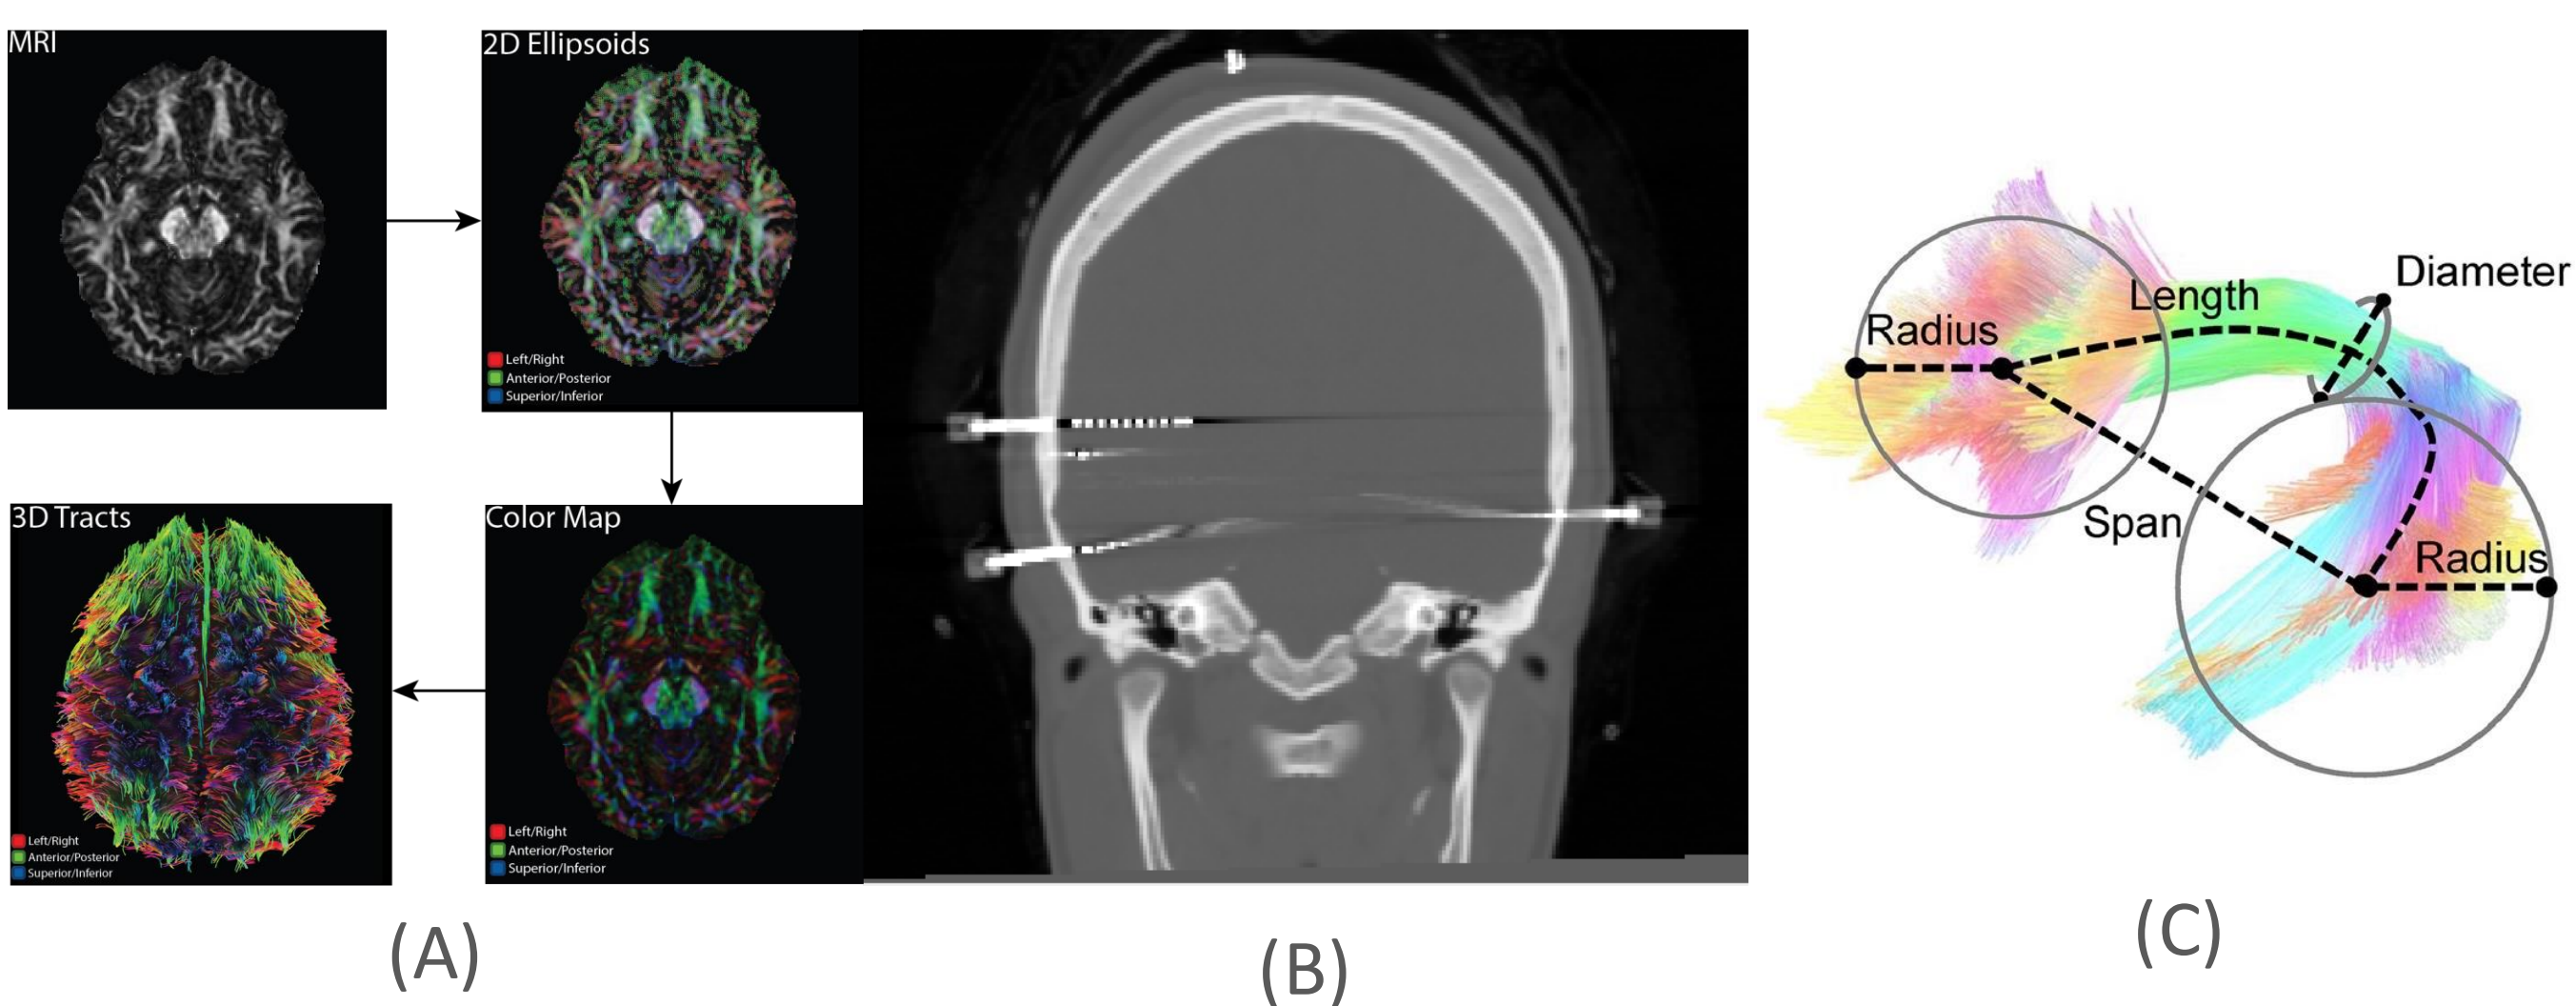 MRI
2D Ellipsoids
Left/Right
Anterior/Posterior
Superior/Inferior
3D Tracts
Left/Right
Anterior/Posterior
Superior/Inferior
Color Map
Left/Right
Anterior/Posterior
Superior/Inferior
Diameter
Length
Radius
Span
Radius
(A)
(B)
(C)